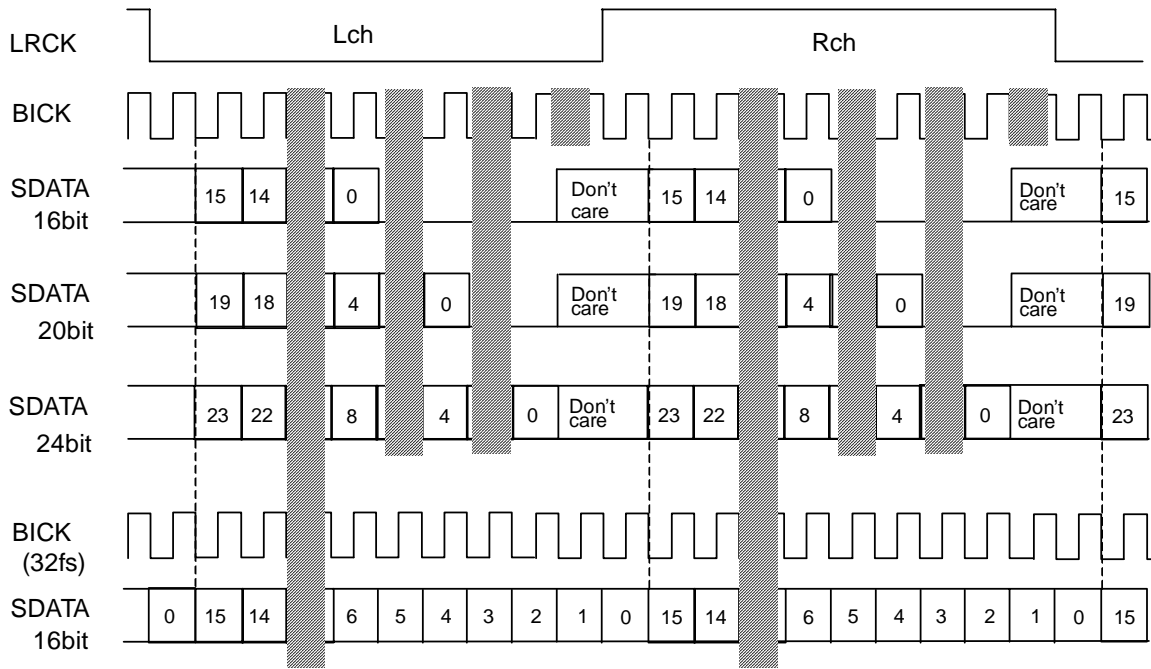 LRCK Lch Rch
BICK
SDATA 15 14 0 Don't 15 14 0 Don't 15
16bit care care
SDATA 19 18 4 0 Don't 19 18 4 0 Don't 19
20bit care care
SDATA 23 22 8 4 0 Don't 23 22 8 4 0 Don't 23
24bit care care
BICK
(32fs)
SDATA 0 15 14 6 5 4 3 2 1 0 15 14 6 5 4 3 2 1 0 15
16bit